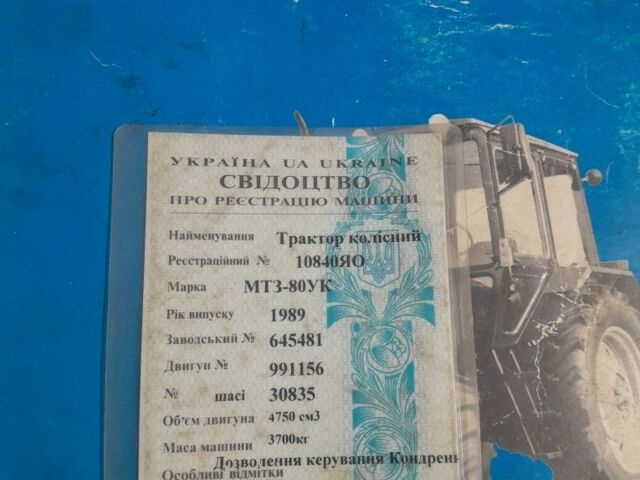 УКРАЇНА UA UKRAINE
СВІДОЦТВО
ПРО РЕЄСТРАЦІЮ МАШИНИ
Найменування Трактор колісний
Реєстраційний № 10840ЯО
Марка МТЗ-80УК
Рік випуску 1989
Заводський № 645481
Двигун № 991156
№ шасі 30835
Об'єм двигуна 4750 см3
Маса машини 3700кг
Дозволення керування Кондрен
Особливі відмітки